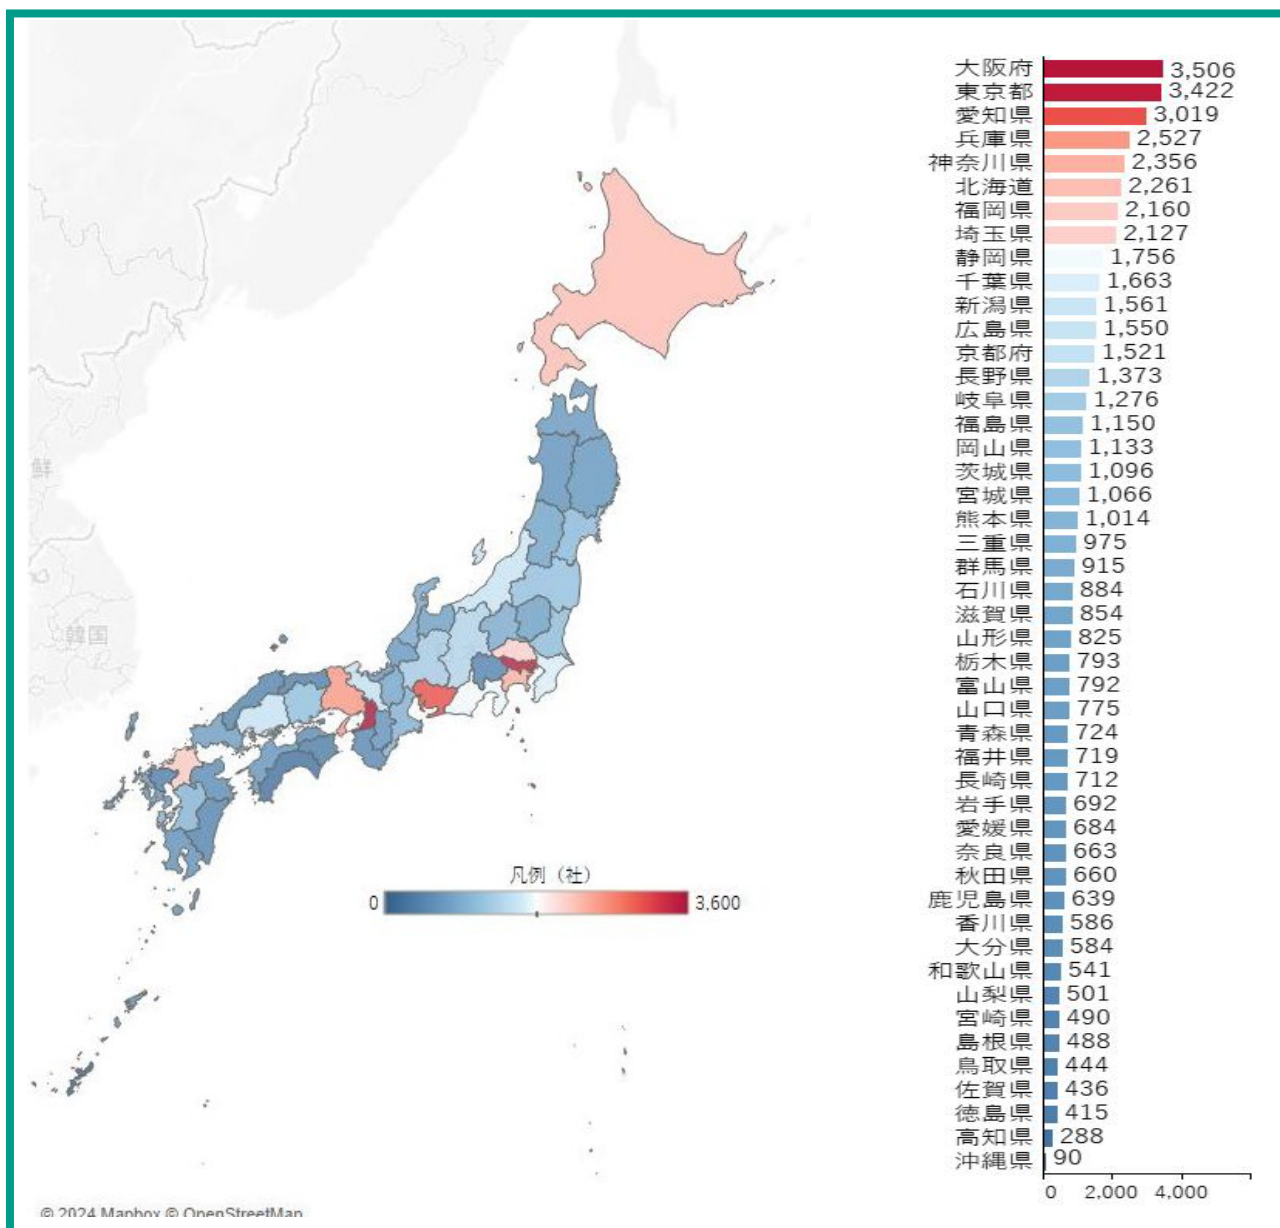 大阪府 3,506
東京都 3,422
愛知県 3,019
兵庫県 2,527
神奈川県 2,356
北海道 2,261
福岡県 2,160
埼玉県 2,127
静岡県 1,756
千葉県 1,663
新潟県 1,561
広島県 1,550
京都府 1,521
長野県 1,373
岐阜県 1,276
福島県 1,150
岡山県 1,133
茨城県 1,096
宮城県 1,066
熊本県 1,014
三重県 975
群馬県 915
石川県 884
滋賀県 854
山形県 825
栃木県 793
富山県 792
山口県 775
青森県 724
福井県 719
長崎県 712
岩手県 692
愛媛県 684
奈良県 663
秋田県 660
鹿児島県 639
香川県 586
大分県 584
和歌山県 541
山梨県 501
宮崎県 490
島根県 488
鳥取県 444
佐賀県 436
徳島県 415
高知県 288
沖縄県 90
0 2,000 4,000
鮮
韓国
凡例（社）
0 3,600
© 2024 Mapbox © OpenStreetMap